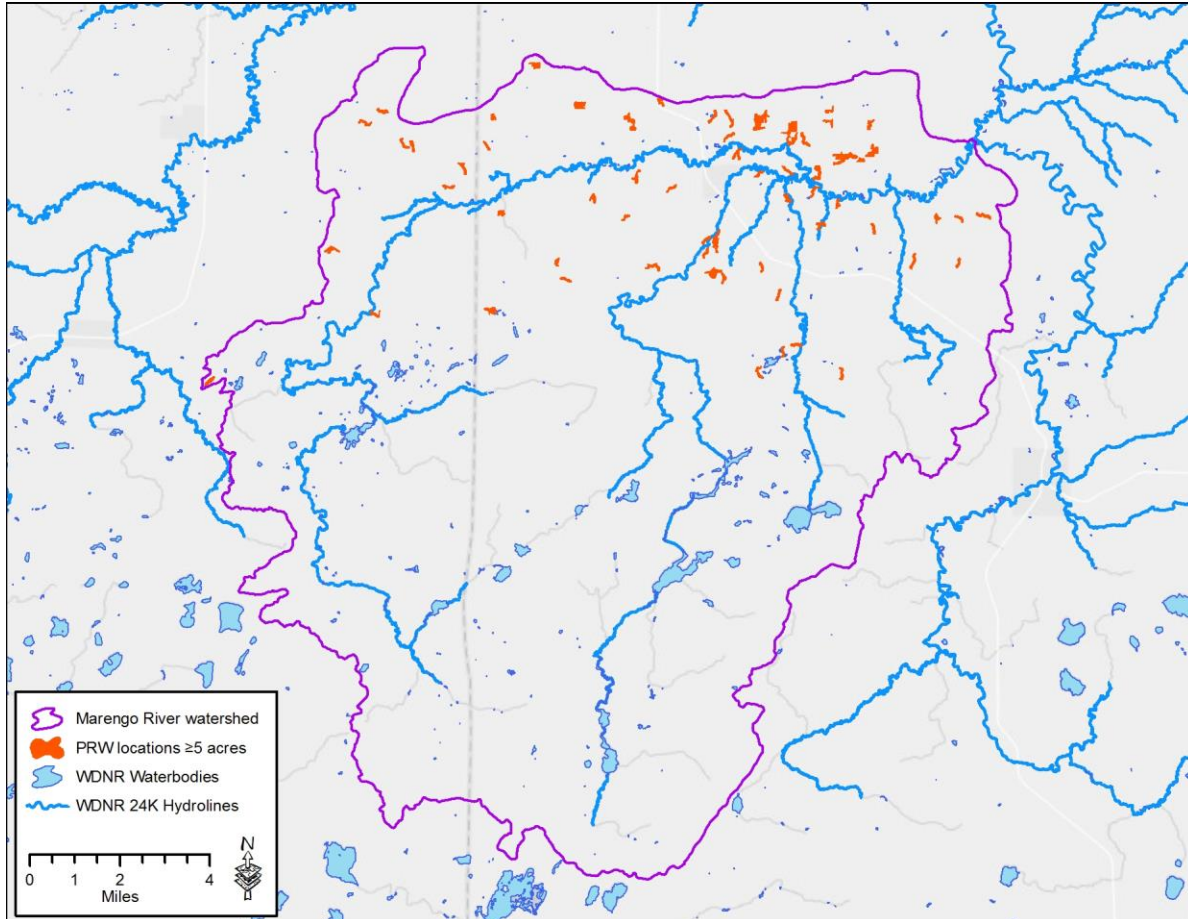 Marengo River watershed
PRW locations ≥5 acres
WDNR Waterbodies
WDNR 24K Hydrolines
N
0 1 2 4
Miles